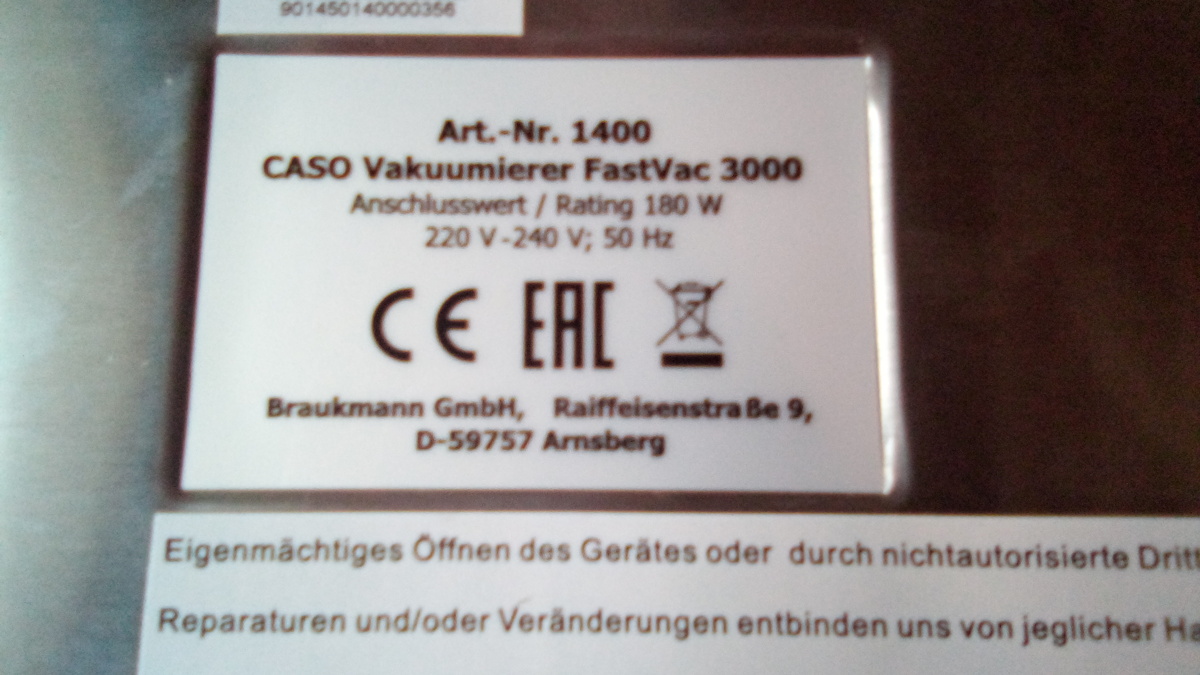 901450140000356
Art.-Nr. 1400
CASO Vakuumierer FastVac 3000
Anschlusswert / Rating 180 W
220 V-240 V; 50 Hz
CE EAC
Braukmann GmbH, Raiffeisenstraße 9,
D-59757 Arnsberg
Eigenmächtiges Öffnen des Gerätes oder durch nichtautorisierte Dritt
Reparaturen und/oder Veränderungen entbinden uns von jeglicher Ha